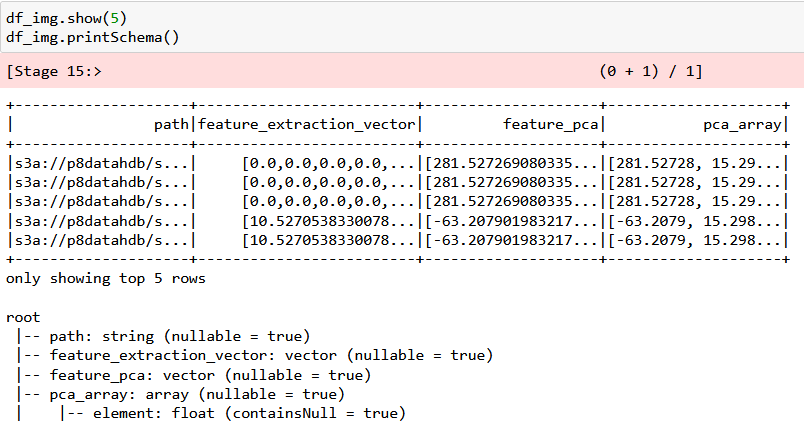 df_img.show(5)
df_img.printSchema()
[Stage 15:>                                                         (0 + 1) / 1]
+--------------------+-------------------------+--------------------+--------------------+
|                path|feature_extraction_vector|         feature_pca|           pca_array|
+--------------------+-------------------------+--------------------+--------------------+
|s3a://p8datahdb/s...|     [0.0,0.0,0.0,0.0,...|[281.527269080335...|[281.52728, 15.29...|
|s3a://p8datahdb/s...|     [0.0,0.0,0.0,0.0,...|[281.527269080335...|[281.52728, 15.29...|
|s3a://p8datahdb/s...|     [0.0,0.0,0.0,0.0,...|[281.527269080335...|[281.52728, 15.29...|
|s3a://p8datahdb/s...|     [10.5270538330078...|[-63.207901983217...|[-63.2079, 15.298...|
|s3a://p8datahdb/s...|     [10.5270538330078...|[-63.207901983217...|[-63.2079, 15.298...|
+--------------------+-------------------------+--------------------+--------------------+
only showing top 5 rows
root
 |-- path: string (nullable = true)
 |-- feature_extraction_vector: vector (nullable = true)
 |-- feature_pca: vector (nullable = true)
 |-- pca_array: array (nullable = true)
 |    |-- element: float (containsNull = true)